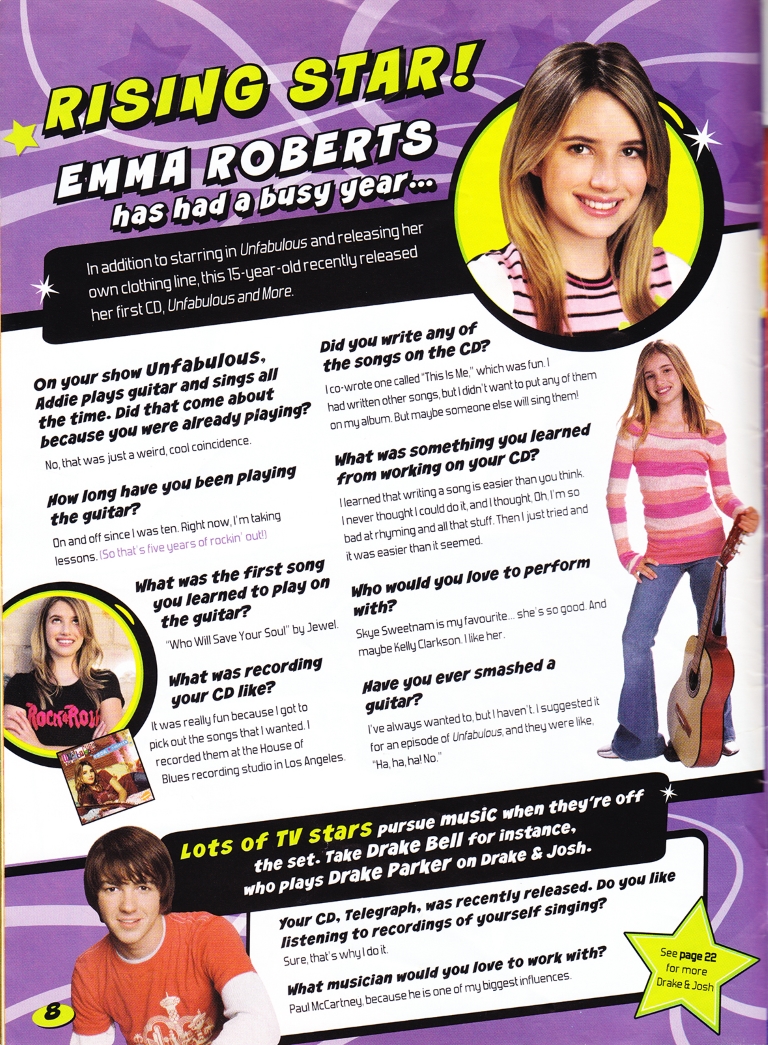 RISING STAR!
EMMA ROBERTS
has had a busy year...
In addition to starring in Unfabulous and releasing her
own clothing line, this 15-year-old recently released
her first CD, Unfabulous and More.
On your show Unfabulous,
Addie plays guitar and sings all
the time. Did that come about
because you were already playing?
No, that was just a weird, cool coincidence.
How long have you been playing
the guitar?
On and off since I was ten. Right now, I'm taking
lessons. (So that's five years of rockin' out!)
What was the first song
you learned to play on
the guitar?
"Who Will Save Your Soul" by Jewel.
What was recording
your CD like?
It was really fun because I got to
pick out the songs that I wanted. I
recorded them at the House of
Blues recording studio in Los Angeles.
ROCK & ROLL
Did you write any of
the songs on the CD?
I co-wrote one called "This Is Me," which was fun. I
had written other songs, but I didn't want to put any of them
on my album. But maybe someone else will sing them!
What was something you learned
from working on your CD?
I learned that writing a song is easier than you think.
I never thought I could do it, and I thought, Oh, I'm so
bad at rhyming and all that stuff. Then I just tried and
it was easier than it seemed.
Who would you love to perform
with?
Skye Sweetnam is my favourite... she's so good. And
maybe Kelly Clarkson. I like her.
Have you ever smashed a
guitar?
I've always wanted to, but I haven't. I suggested it
for an episode of Unfabulous, and they were like,
"Ha, ha, ha! No."
Lots of TV stars pursue music when they're off
the set. Take Drake Bell for instance,
who plays Drake Parker on Drake & Josh.
Your CD, Telegraph, was recently released. Do you like
listening to recordings of yourself singing?
Sure, that's why I do it.
What musician would you love to work with?
Paul McCartney, because he is one of my biggest influences.
See page 22
for more
Drake & Josh
8